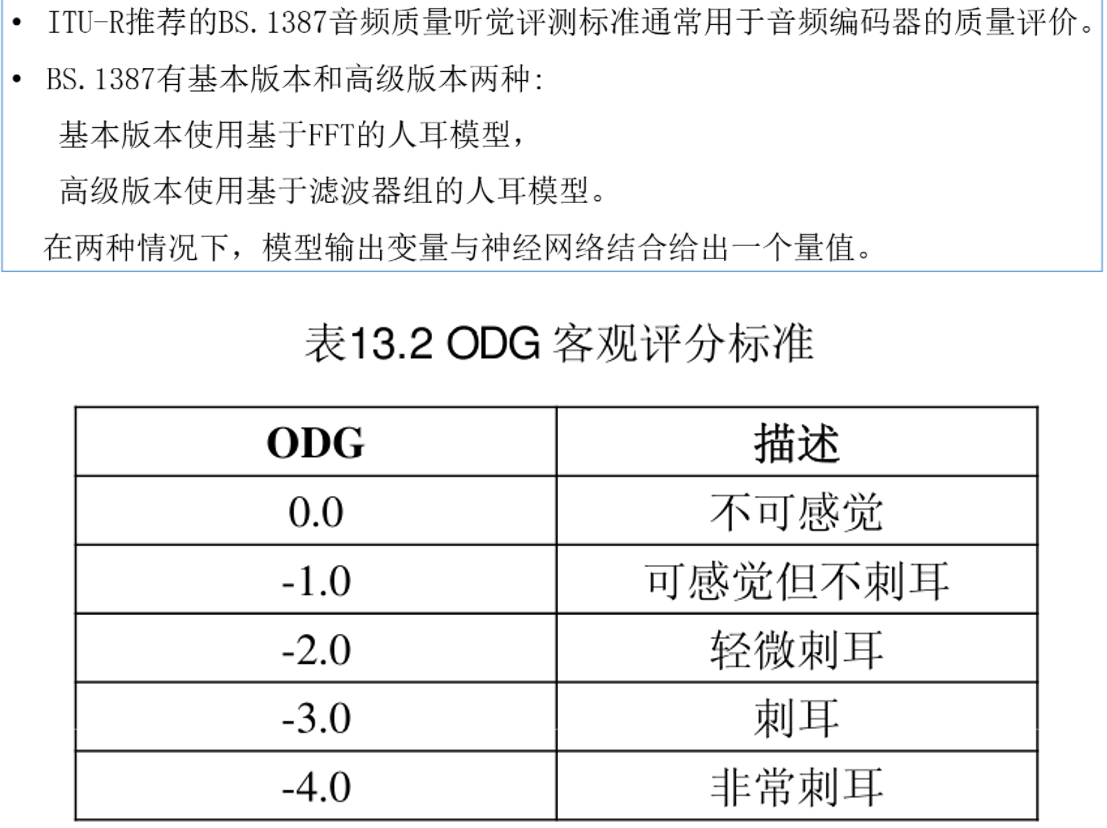 • ITU-R推荐的BS.1387音频质量听觉评测标准通常用于音频编码器的质量评价。
• BS.1387有基本版本和高级版本两种:
基本版本使用基于FFT的人耳模型，
高级版本使用基于滤波器组的人耳模型。
在两种情况下，模型输出变量与神经网络结合给出一个量值。
表13.2 ODG 客观评分标准
ODG 描述
0.0 不可感觉
-1.0 可感觉但不刺耳
-2.0 轻微刺耳
-3.0 刺耳
-4.0 非常刺耳